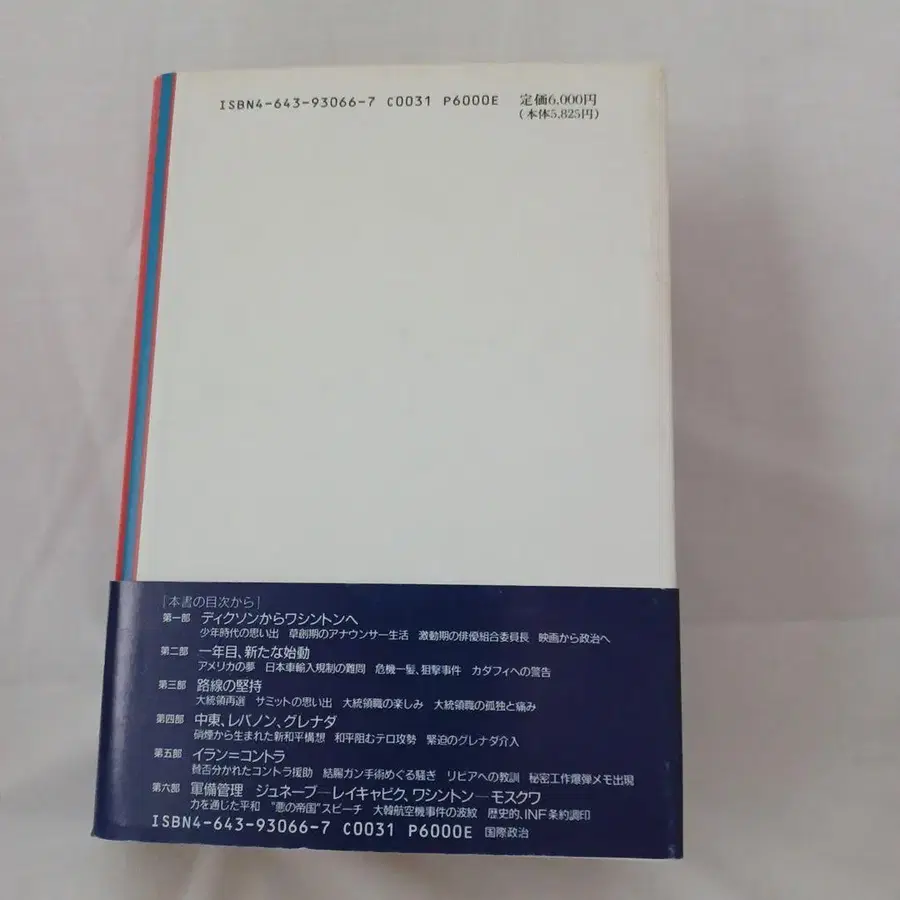 ISBN4-643-93066-7 C0031 P6000E 定価6,000円
(本体5,825円)
[本書の目次から]
第一部 ディクソンからワシントンへ
少年時代の思い出 草創期のアナウンサー生活 激動期の俳優組合委員長 映画から政治へ
第二部 一年目、新たな始動
アメリカの夢 日本車輸入規制の難問 危機一髪、狙撃事件 カダフィへの警告
第三部 路線の堅持
大統領再選 サミットの思い出 大統領職の楽しみ 大統領職の孤独と痛み
第四部 中東、レバノン、グレナダ
硝煙から生まれた新和平構想 和平阻むテロ攻勢 緊迫のグレナダ介入
第五部 イラン=コントラ
賛否分かれたコントラ援助 結腸ガン手術めぐる騒ぎ リビアへの教訓 秘密工作爆弾メモ出現
第六部 軍備管理 ジュネーブ―レイキャビク、ワシントン―モスクワ
力を通じた平和 “悪の帝国”スピーチ 大韓航空機事件の波紋 歴史的、INF条約調印
ISBN4-643-93066-7 C0031 P6000E 国際政治